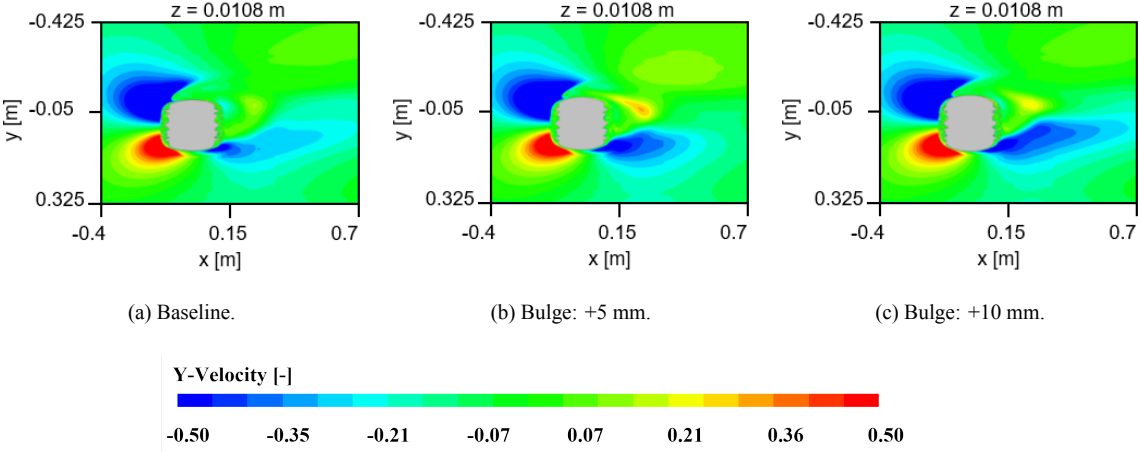 z = 0.0108 m
z = 0.0108 m
z = 0.0108 m
-0.425
-0.425
-0.425
y [m]
-0.05
y [m]
-0.05
y [m]
-0.05
0.325
0.325
0.325
-0.4 0.15 0.7
-0.4 0.15 0.7
-0.4 0.15 0.7
x [m]
x [m]
x [m]
(a) Baseline.
(b) Bulge: +5 mm.
(c) Bulge: +10 mm.
Y-Velocity [-]
-0.50 -0.35 -0.21 -0.07 0.07 0.21 0.36 0.50